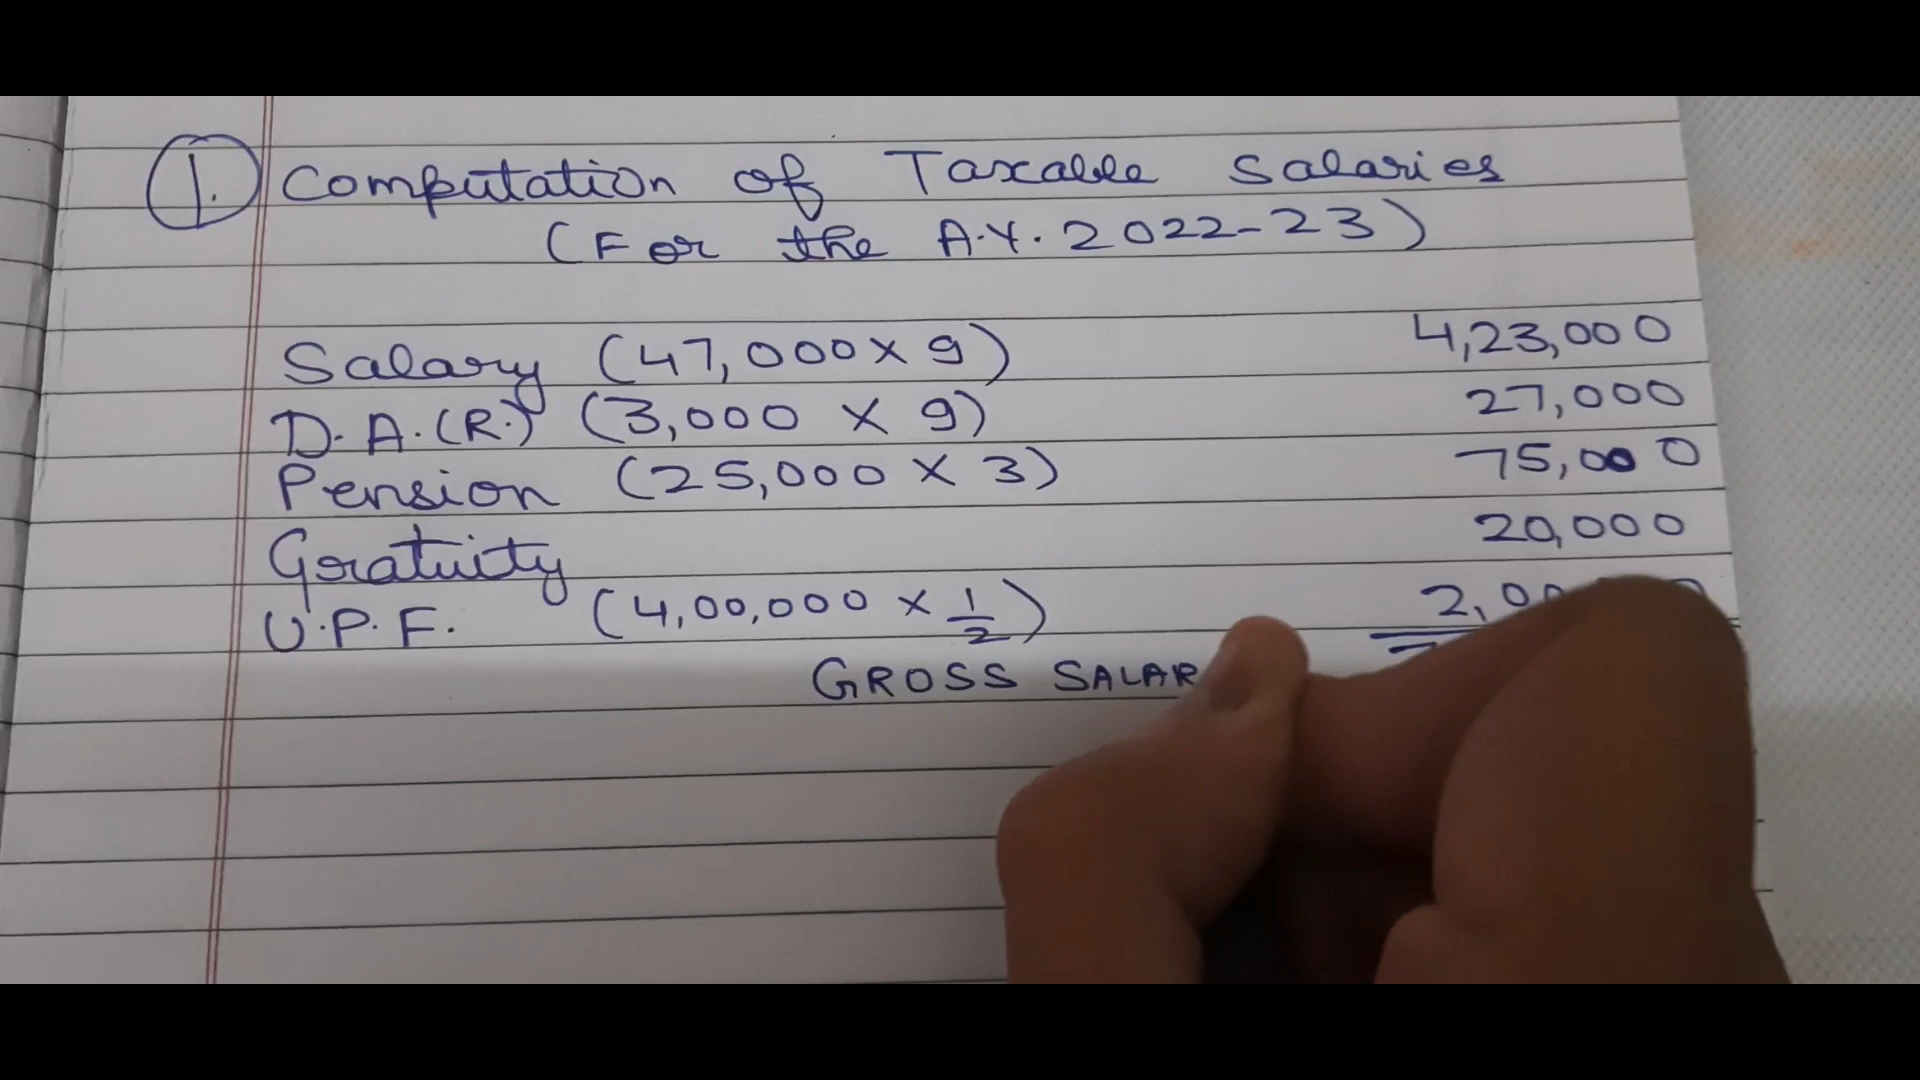 1. Computation of Taxable Salaries
(For the A.Y. 2022-23)
Salary (47,000 × 9) 4,23,000
D.A.(R.) (3,000 × 9) 27,000
Pension (25,000 × 3) 75,000
Gratuity 20,000
U.P.F. (4,00,000 × 1/2)
GROSS